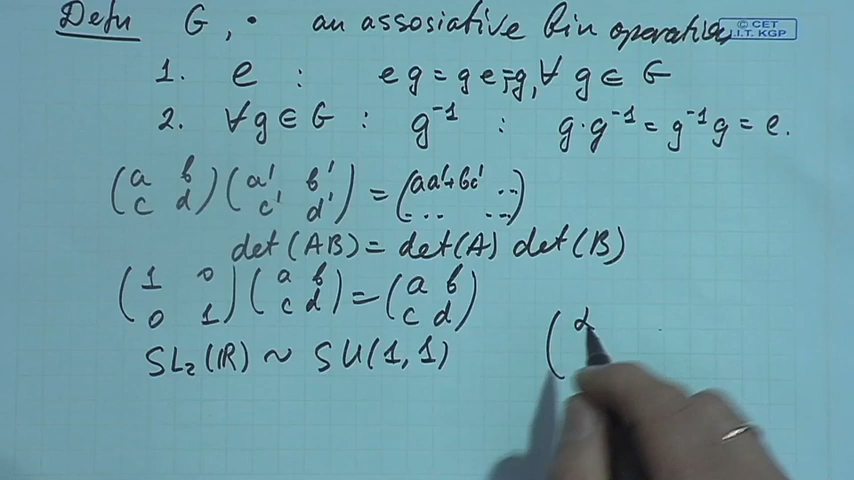 Defn G, • an assosiative bin operation
© CET
I.I.T. KGP
1. e : eg = ge = g, ∀ g ∈ G
2. ∀g ∈ G : g⁻¹ : g·g⁻¹ = g⁻¹g = e.
(a b
c d)(a' b'
c' d') = (aa'+bc' ...
... ...)
det(AB) = det(A) det(B)
(1 0
0 1)(a b
c d) = (a b
c d)
SL₂(ℝ) ~ SU(1,1) (α